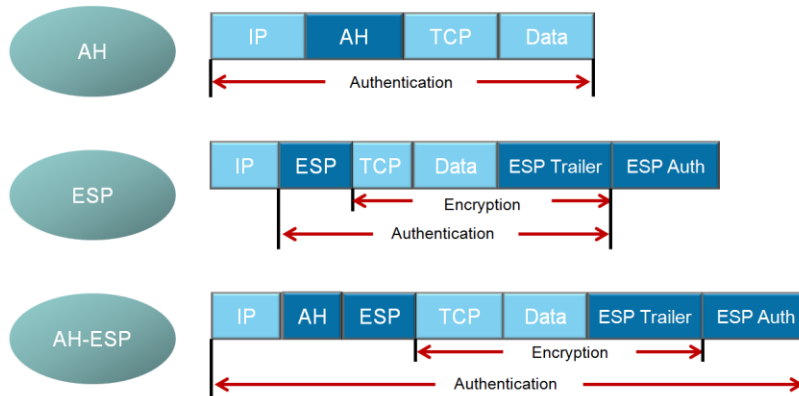 AH
IP AH TCP Data
Authentication
ESP
IP ESP TCP Data ESP Trailer ESP Auth
Encryption
Authentication
AH-ESP
IP AH ESP TCP Data ESP Trailer ESP Auth
Encryption
Authentication